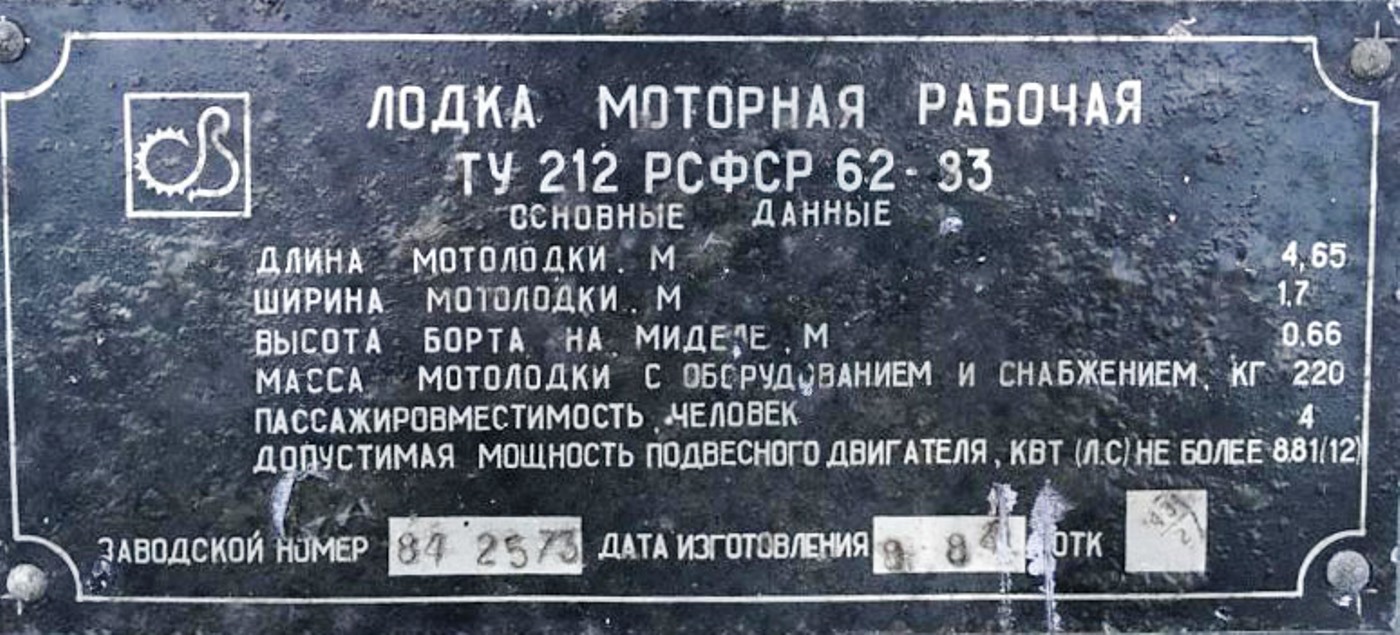 ЛОДКА МОТОРНАЯ РАБОЧАЯ
ТУ 212 РСФСР 62-83
ОСНОВНЫЕ ДАННЫЕ
ДЛИНА МОТОЛОДКИ. М 4,65
ШИРИНА МОТОЛОДКИ. М 1.7
ВЫСОТА БОРТА НА МИДЕЛЕ, М 0.66
МАССА МОТОЛОДКИ С ОБОРУДОВАНИЕМ И СНАБЖЕНИЕМ, КГ 220
ПАССАЖИРОВМЕСТИМОСТЬ, ЧЕЛОВЕК 4
ДОПУСТИМАЯ МОЩНОСТЬ ПОДВЕСНОГО ДВИГАТЕЛЯ, КВТ (Л.С) НЕ БОЛЕЕ 8.81(12)
ЗАВОДСКОЙ НОМЕР 84 2573 ДАТА ИЗГОТОВЛЕНИЯ 9 84 ОТК